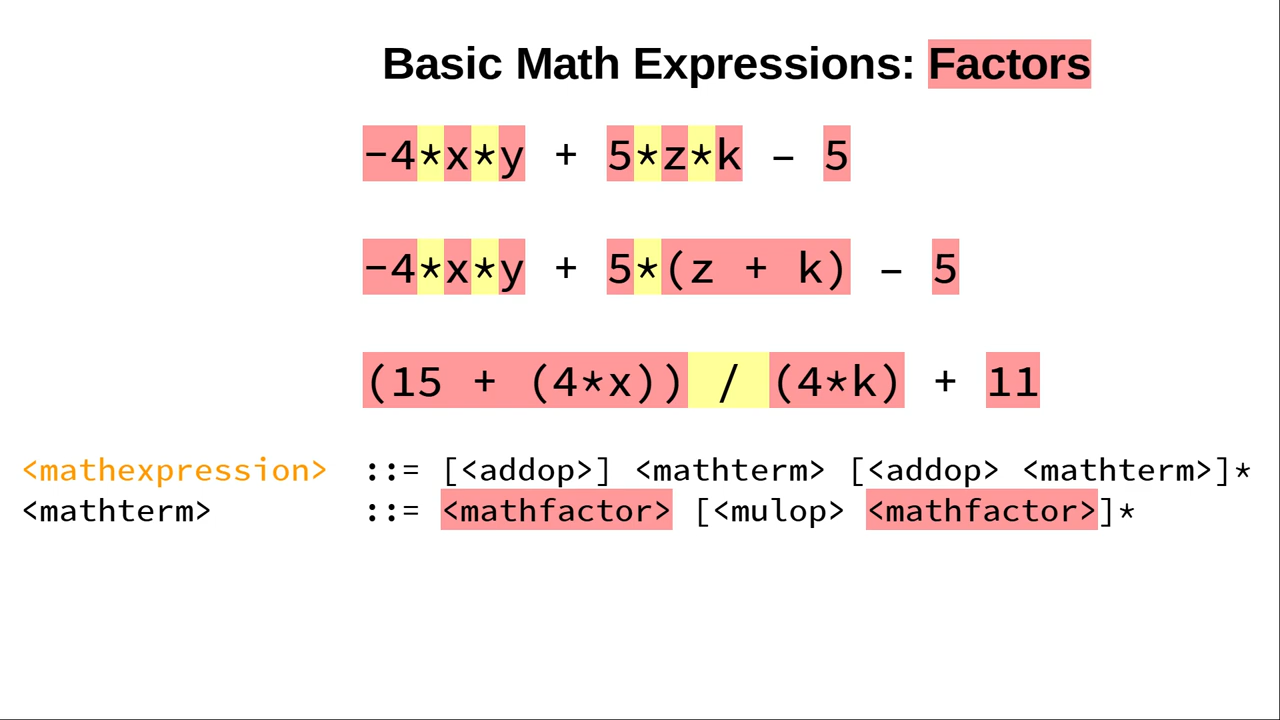 Basic Math Expressions: Factors
-4*x*y + 5*z*k – 5
-4*x*y + 5*(z + k) – 5
(15 + (4*x)) / (4*k) + 11
<mathexpression> ::= [<addop>] <mathterm> [<addop> <mathterm>]*
<mathterm> ::= <mathfactor> [<mulop> <mathfactor>]*